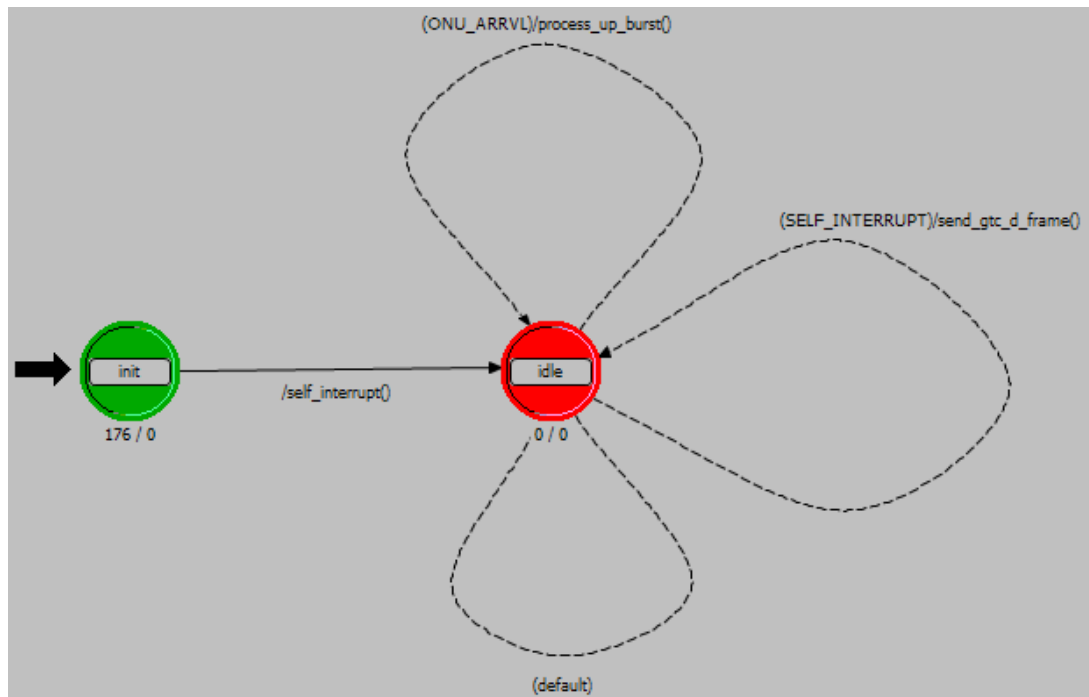 (ONU_ARRVL)/process_up_burst()
(SELF_INTERRUPT)/send_gtc_d_frame()
init
idle
/self_interrupt()
176 / 0
0 / 0
(default)